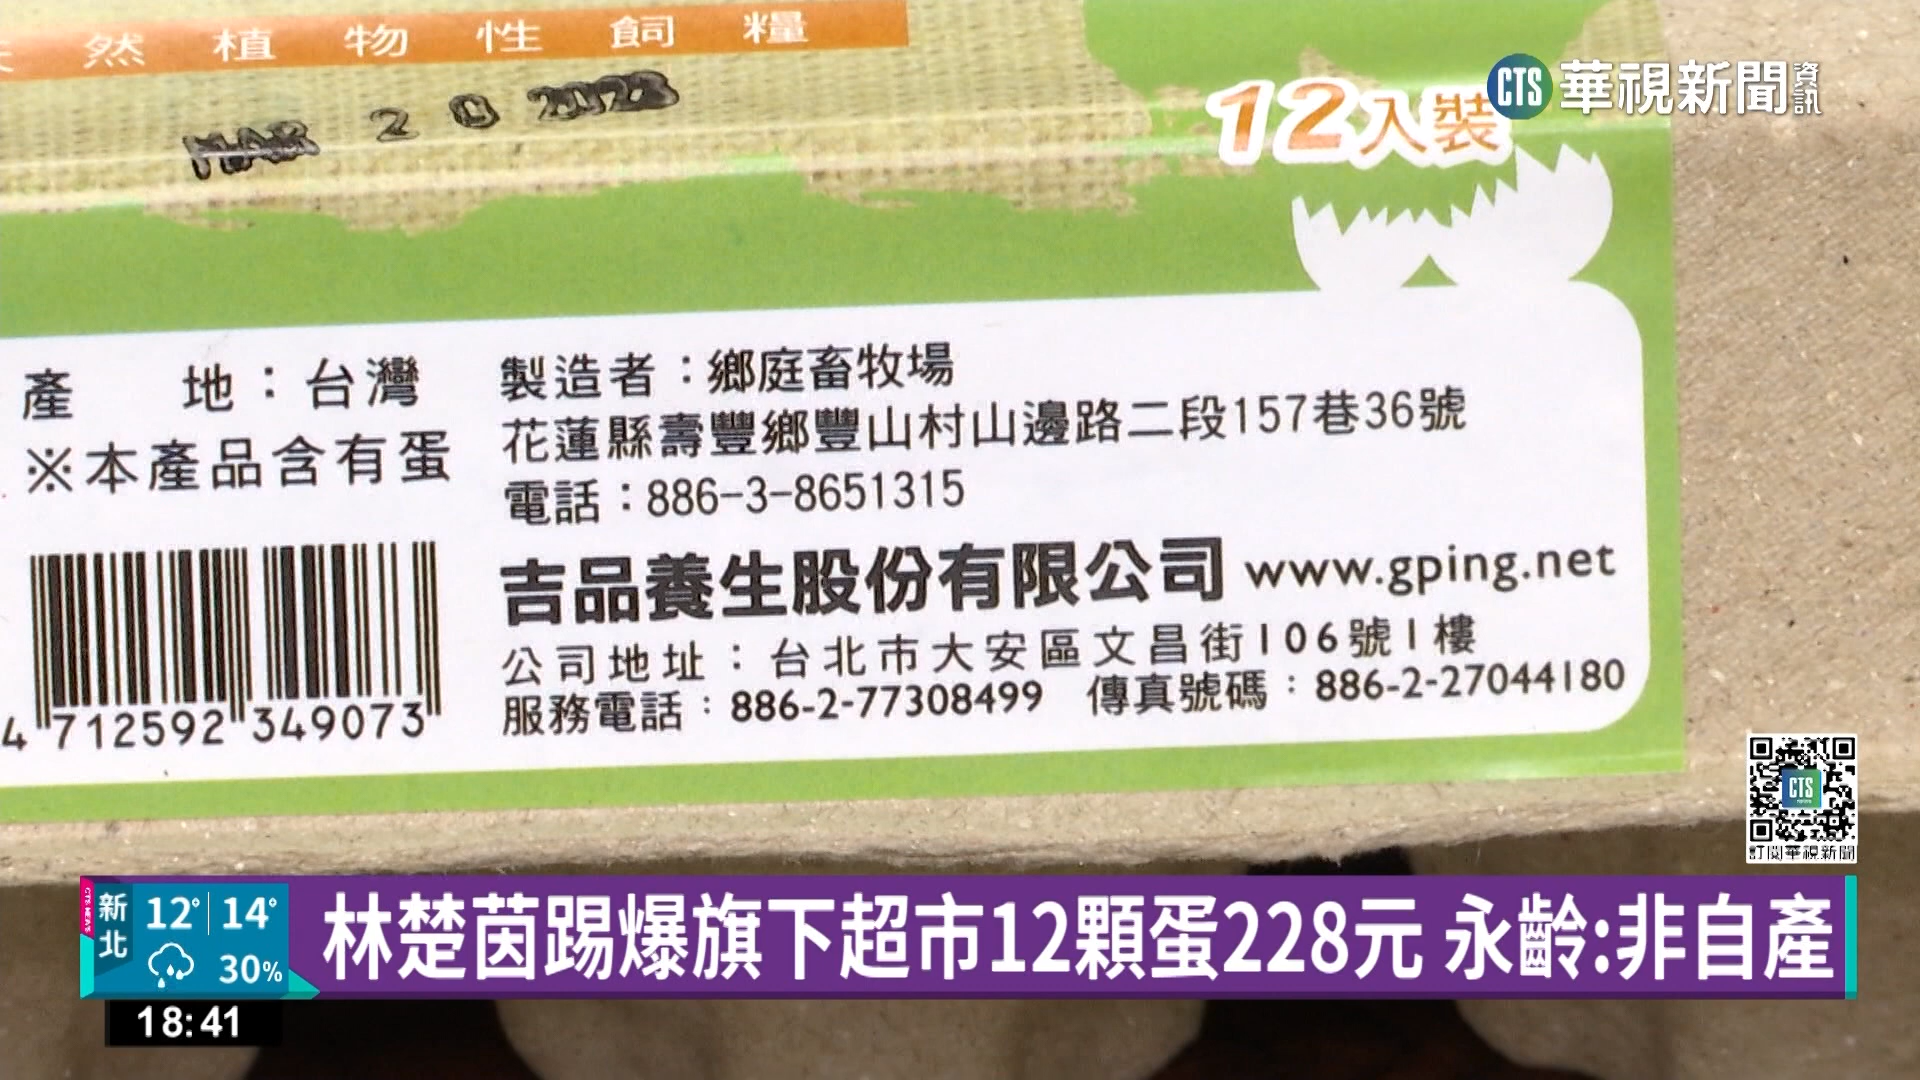 然植物性飼糧
2 0 2023
12入裝
CTS 華視新聞資訊
產 地：台灣
※本產品含有蛋
製造者：鄉庭畜牧場
花蓮縣壽豐鄉豐山村山邊路二段157巷36號
電話：886-3-8651315
吉品養生股份有限公司 www.gping.net
公司地址：台北市大安區文昌街106號1樓
服務電話：886-2-77308499 傳真號碼：886-2-27044180
4 712592 349073
CTS
訂閱華視新聞
CTS NEWS
新北
12° 14°
30%
林楚茵踢爆旗下超市12顆蛋228元 永齡:非自產
18:41